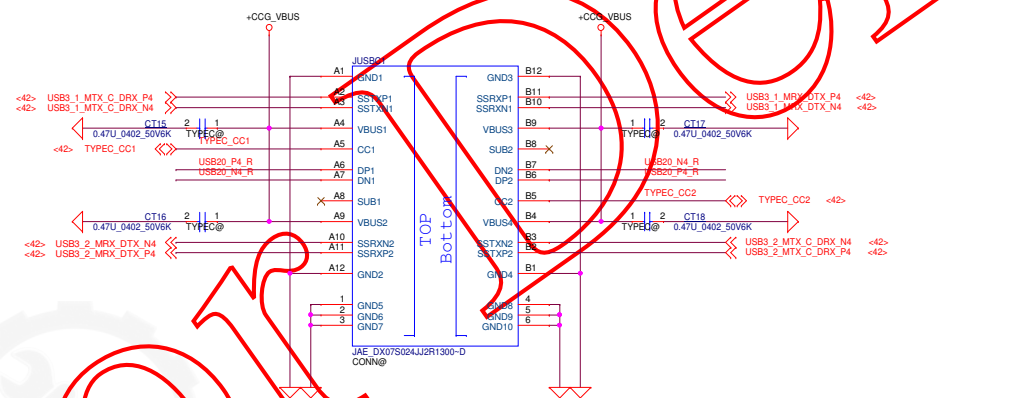 +CCG_VBUS +CCG_VBUS
JUSBC1
A1 GND1 GND3 B12
<42> USB3_1_MTX_C_DRX_P4 A2 SSTXP1 SSRXP1 B11 USB3_1_MRX_DTX_P4 <42>
<42> USB3_1_MTX_C_DRX_N4 A3 SSTXN1 SSRXN1 B10 USB3_1_MRX_DTX_N4 <42>
CT15 2 1 A4 VBUS1 VBUS3 B9 1 2 CT17
0.47U_0402_50V6K TYPEC@ TYPEC@ 0.47U_0402_50V6K
<42> TYPEC_CC1 TYPEC_CC1 A5 CC1 SUB2 B8
USB20_P4_R A6 DP1 DN2 B7 USB20_N4_R
USB20_N4_R A7 DN1 DP2 B6 USB20_P4_R
A8 SUB1 CC2 B5 TYPEC_CC2 TYPEC_CC2 <42>
CT16 2 1 A9 VBUS2 VBUS4 B4 1 2 CT18
0.47U_0402_50V6K TYPEC@ TYPEC@ 0.47U_0402_50V6K
<42> USB3_2_MRX_DTX_N4 A10 SSRXN2 SSTXN2 B3 USB3_2_MTX_C_DRX_N4 <42>
<42> USB3_2_MRX_DTX_P4 A11 SSRXP2 SSTXP2 B2 USB3_2_MTX_C_DRX_P4 <42>
A12 GND2 GND4 B1
1 GND5 GND8 4
2 GND6 GND9 5
3 GND7 GND10 6
TOP
Bottom
JAE_DX07S024JJ2R1300~D
CONN@